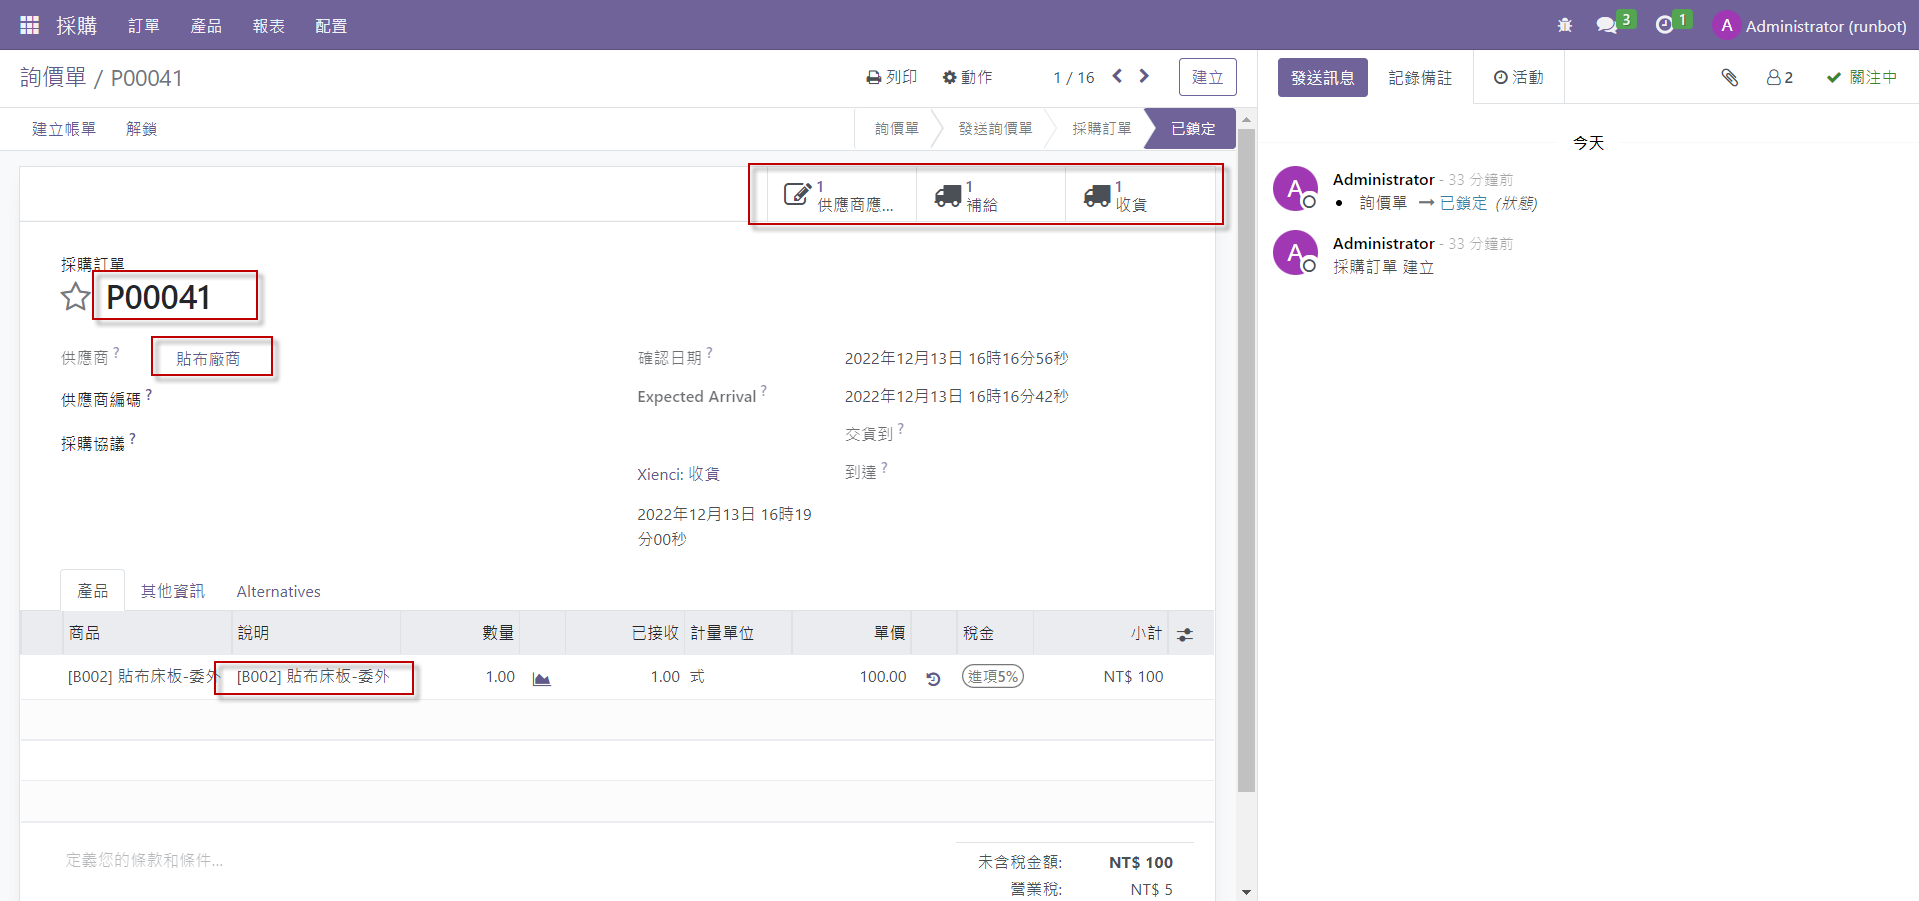 採購 訂單 產品 報表 配置 3 1 A Administrator (runbot)
詢價單 / P00041 列印 動作 1 / 16 建立
發送訊息 記錄備註 活動 2 關注中
建立帳單 解鎖 詢價單 發送詢價單 採購訂單 已鎖定
今天
1 供應商應... 1 補給 1 收貨
A Administrator - 33 分鐘前
• 詢價單 → 已鎖定 (狀態)
A Administrator - 33 分鐘前
採購訂單 建立
採購訂單
P00041
供應商 ? 貼布廠商
供應商編碼 ?
採購協議 ?
確認日期 ? 2022年12月13日 16時16分56秒
Expected Arrival ? 2022年12月13日 16時16分42秒
交貨到 ?
Xienci: 收貨 到達 ?
2022年12月13日 16時19
分00秒
產品 其他資訊 Alternatives
商品 說明 數量 已接收 計量單位 單價 稅金 小計
[B002] 貼布床板-委外 [B002] 貼布床板-委外 1.00 1.00 式 100.00 進項5% NT$ 100
定義您的條款和條件...
未含稅金額: NT$ 100
營業稅: NT$ 5